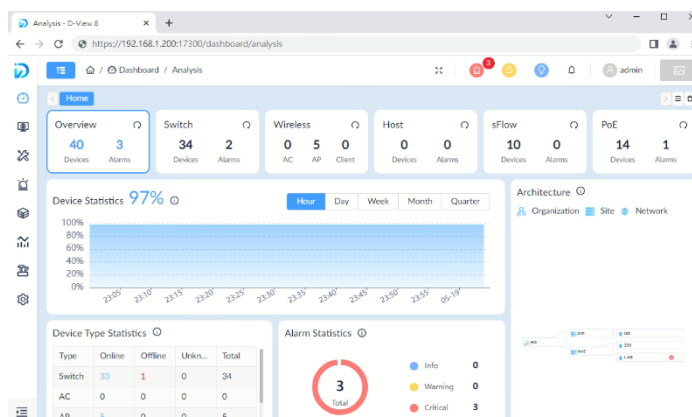 Analysis - D-View 8
https://192.168.1.200:17300/dashboard/analysis
/ Dashboard / Analysis
3
admin
Home
Overview
40 3
Devices Alarms
Switch
34 2
Devices Alarms
Wireless
0 5 0
AC AP Client
Host
0 0
Devices Alarms
sFlow
10 0
Devices Alarms
PoE
14 1
Devices Alarms
Device Statistics 97%
Hour Day Week Month Quarter
100%
80%
60%
40%
20%
0%
23:05' 23:10' 23:15' 23:20' 23:25' 23:30' 23:35' 23:40' 23:45' 23:50' 23:55' 05-19'
Architecture
Organization Site Network
Device Type Statistics
Type Online Offline Unkn... Total
Switch 33 1 0 34
AC 0 0 0 0
AP 5 0 0 5
Alarm Statistics
3
Total
Info 0
Warning 0
Critical 3